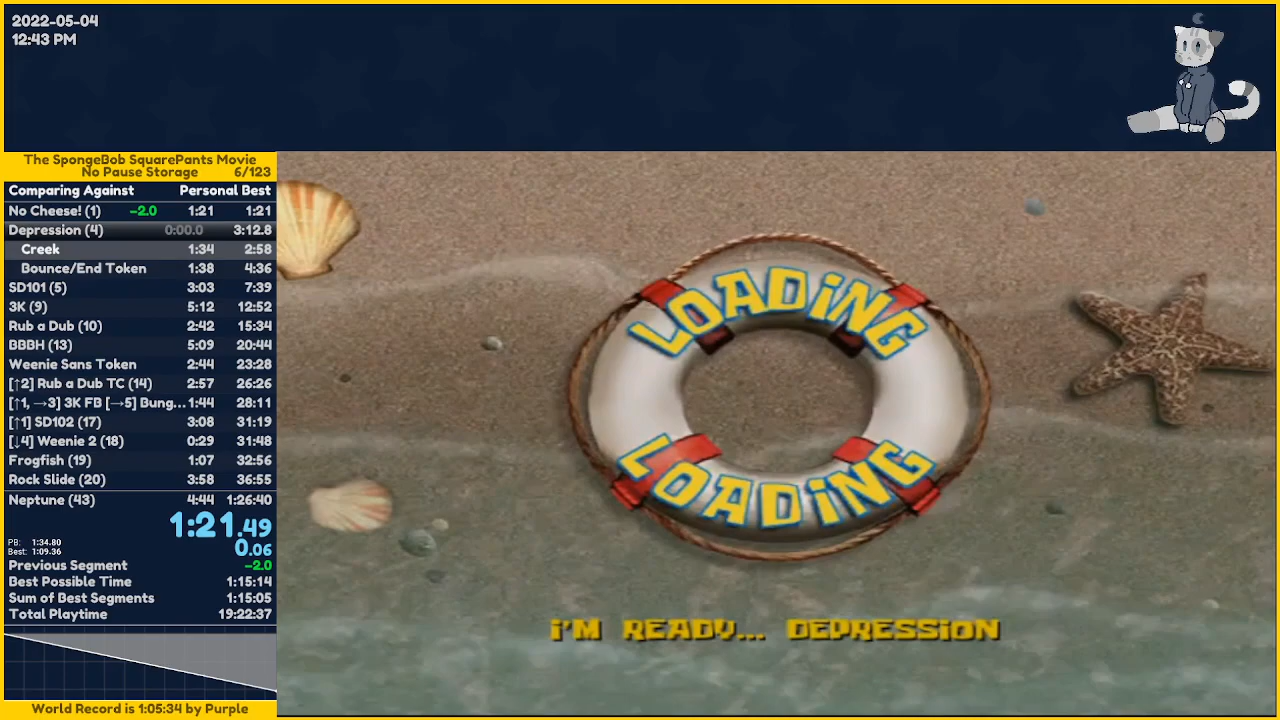 2022-05-04
12:43 PM
The SpongeBob SquarePants Movie
No Pause Storage 6/123
Comparing Against Personal Best
No Cheese! (1) -2.0 1:21 1:21
Depression (4) 0:00.0 3:12.8
Creek 1:34 2:58
Bounce/End Token 1:38 4:36
SD101 (5) 3:03 7:39
3K (9) 5:12 12:52
Rub a Dub (10) 2:42 15:34
BBBH (13) 5:09 20:44
Weenie Sans Token 2:44 23:28
[↑2] Rub a Dub TC (14) 2:57 26:26
[↑1, →3] 3K FB [→5] Bung... 1:44 28:11
[↑1] SD102 (17) 3:08 31:19
[↓4] Weenie 2 (18) 0:29 31:48
Frogfish (19) 1:07 32:56
Rock Slide (20) 3:58 36:55
Neptune (43) 4:44 1:26:40
1:21.49
PB: 1:34.80
Best: 1:09.36 0.06
Previous Segment -2.0
Best Possible Time 1:15:14
Sum of Best Segments 1:15:05
Total Playtime 19:22:37
World Record is 1:05:34 by Purple
LOADING
LOADING
I'M READY... DEPRESSION